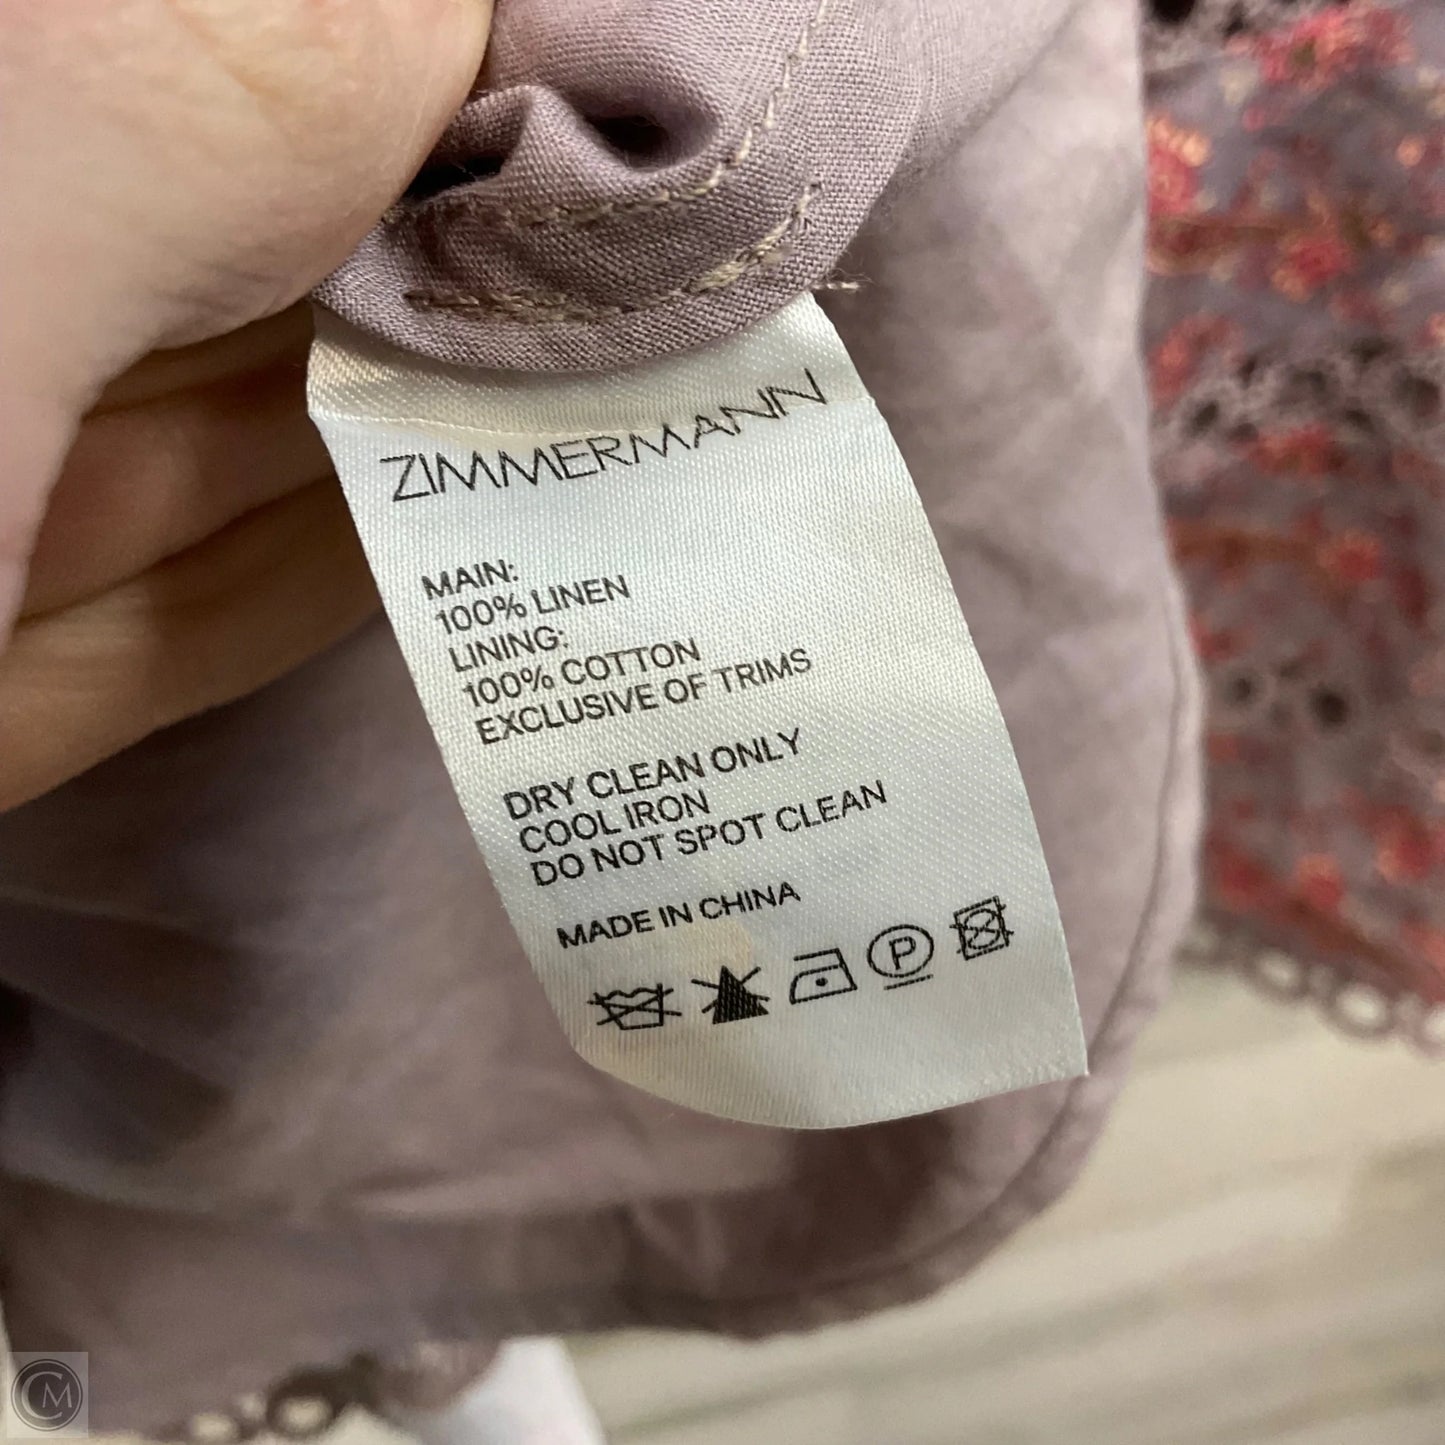 ZIMMERMANN
MAIN:
100% LINEN
LINING:
100% COTTON
EXCLUSIVE OF TRIMS
DRY CLEAN ONLY
COOL IRON
DO NOT SPOT CLEAN
MADE IN CHINA
P
CM